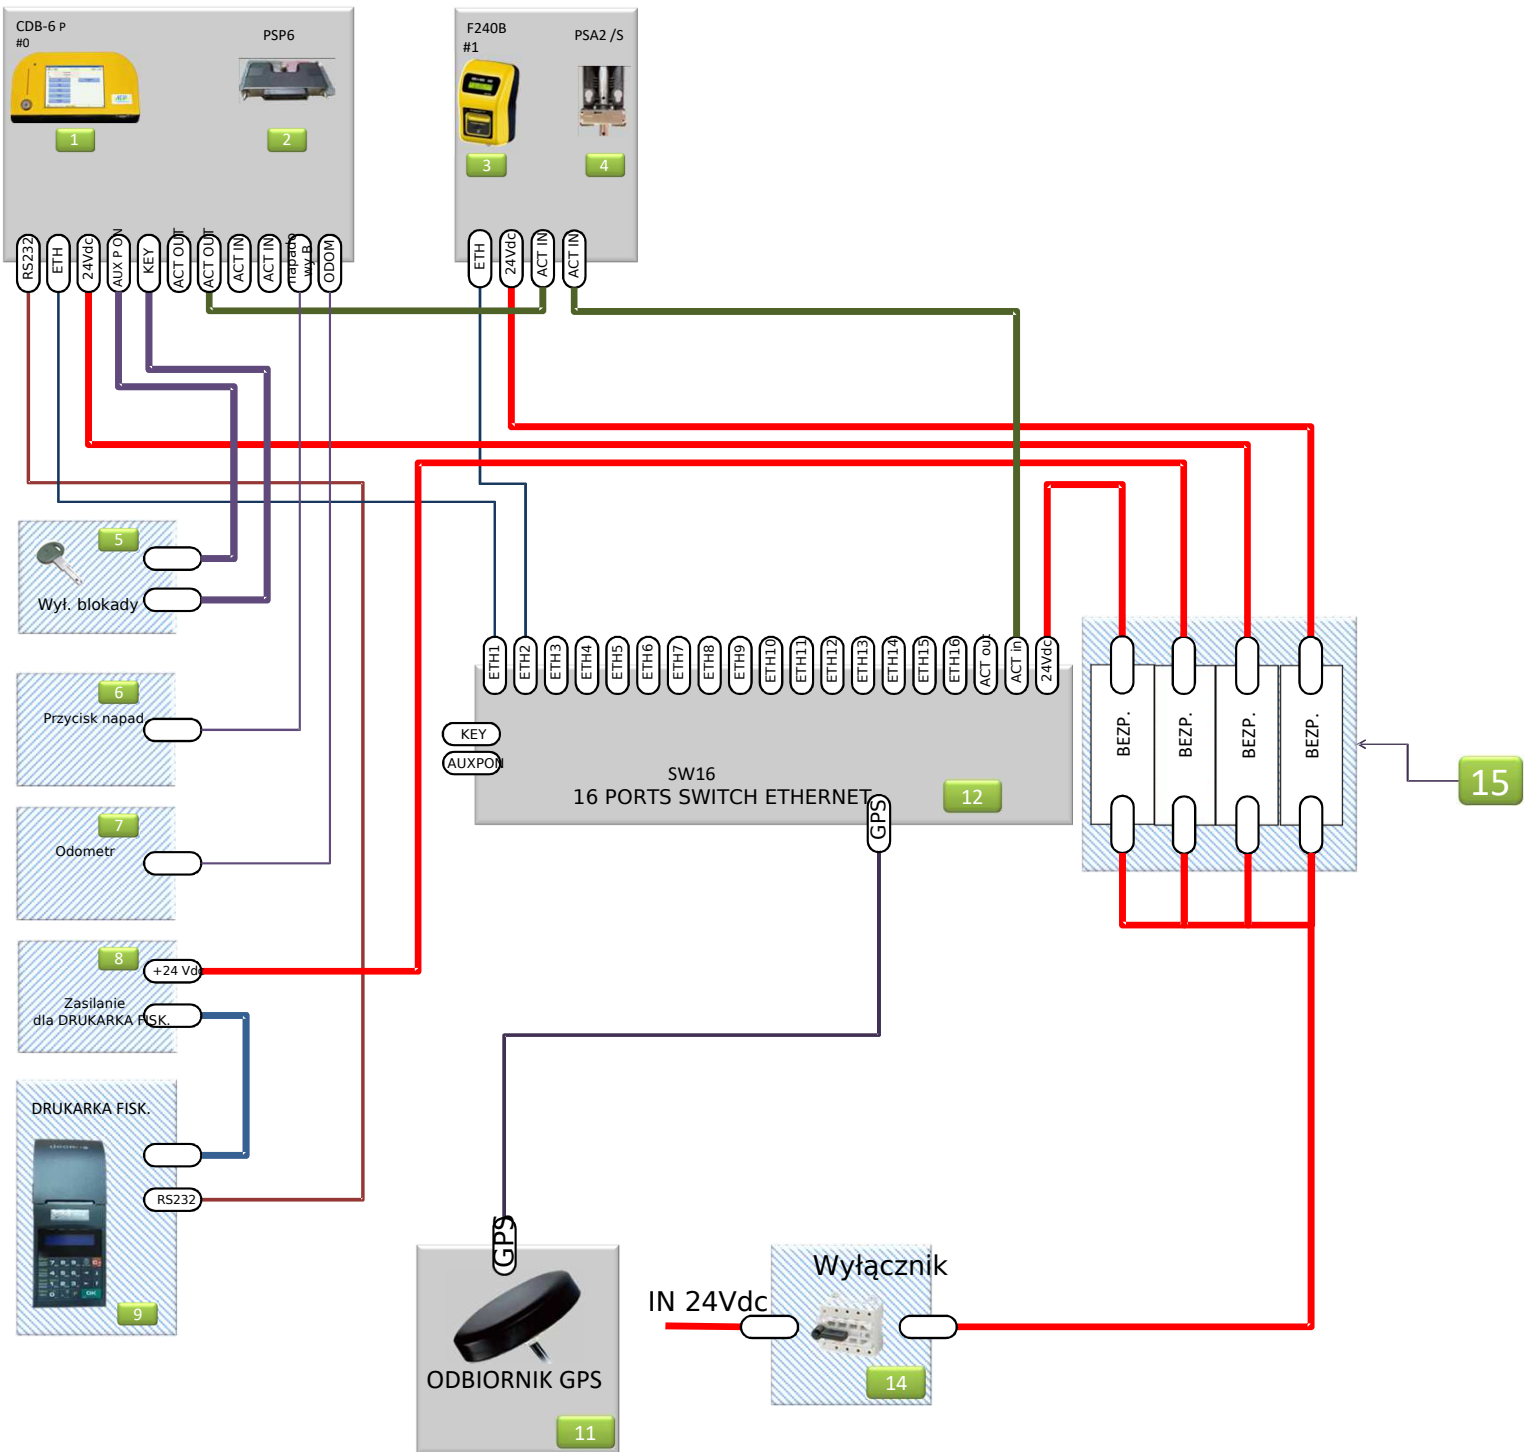 CDB-6 P
#0
PSP6
1
2
F240B
#1
PSA2 /S
3
4
RS232
ETH
24Vdc
AUX P ON
KEY
ACT OUT
ACT OUT
ACT IN
ACT IN
napado
wy B
ODOM
ETH
24Vdc
ACT IN
ACT IN
5
Wył. blokady
6
Przycisk napad.
7
Odometr
8
+24 Vdc
Zasilanie
dla DRUKARKA FISK.
DRUKARKA FISK.
RS232
OK
9
ETH1
ETH2
ETH3
ETH4
ETH5
ETH6
ETH7
ETH8
ETH9
ETH10
ETH11
ETH12
ETH13
ETH14
ETH15
ETH16
ACT out
ACT in
24Vdc
KEY
AUXPON
SW16
16 PORTS SWITCH ETHERNET
12
GPS
BEZP.
BEZP.
BEZP.
BEZP.
15
GPS
ODBIORNIK GPS
11
Wyłącznik
IN 24Vdc
14